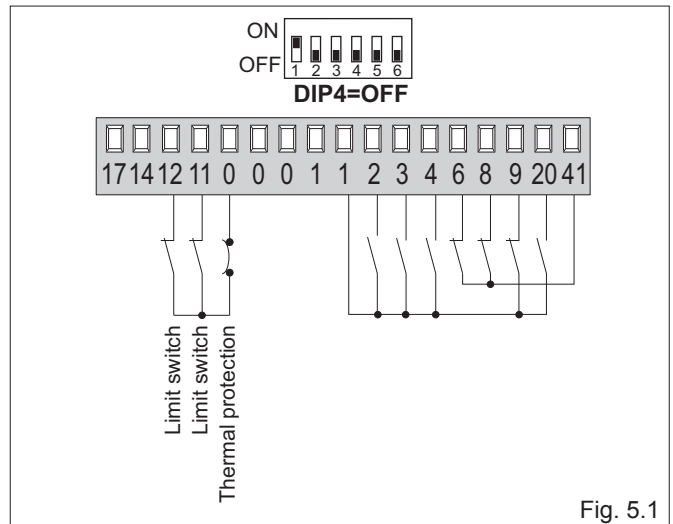 ON
OFF
1 2 3 4 5 6
DIP4=OFF
17 14 12 11 0 0 0 1 1 2 3 4 6 8 9 20 41
Limit switch
Limit switch
Thermal protection
Fig. 5.1